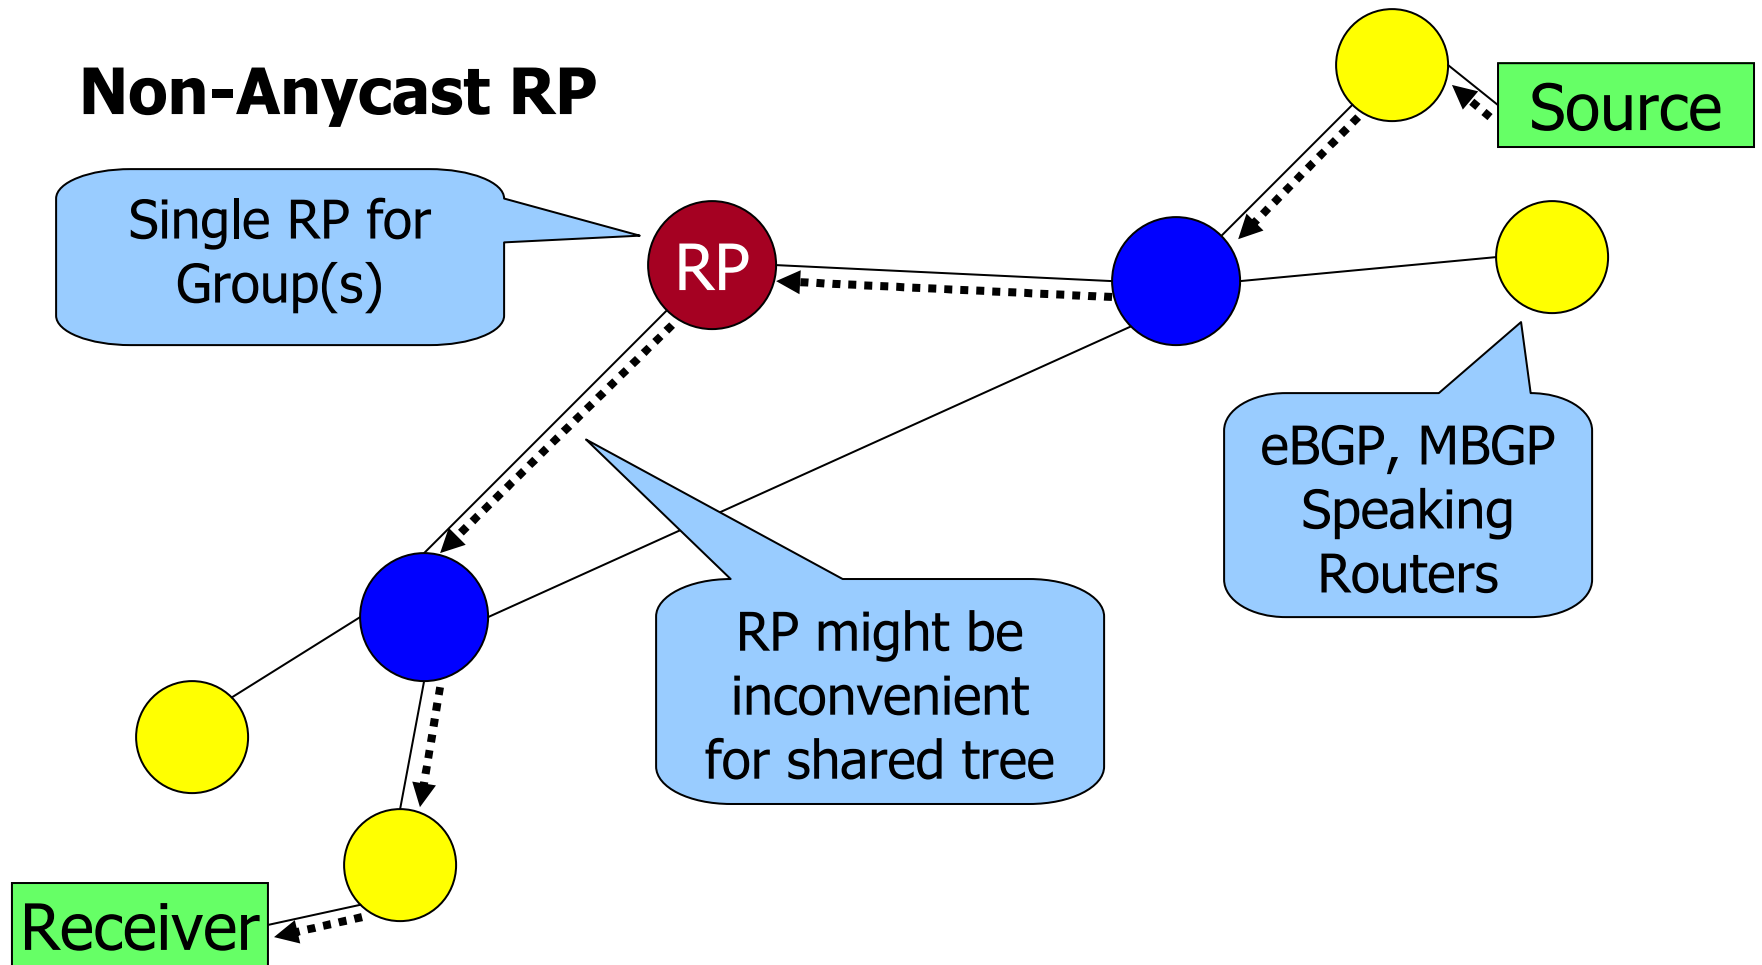 Non-Anycast RP
Source
Single RP for
Group(s)
RP
eBGP, MBGP
Speaking
Routers
RP might be
inconvenient
for shared tree
Receiver